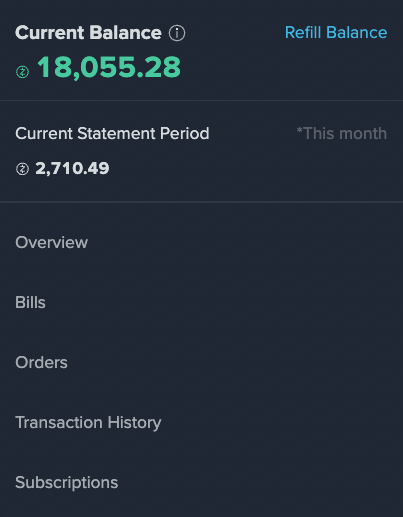 Current Balance
Refill Balance
18,055.28
Current Statement Period
*This month
2,710.49
Overview
Bills
Orders
Transaction History
Subscriptions